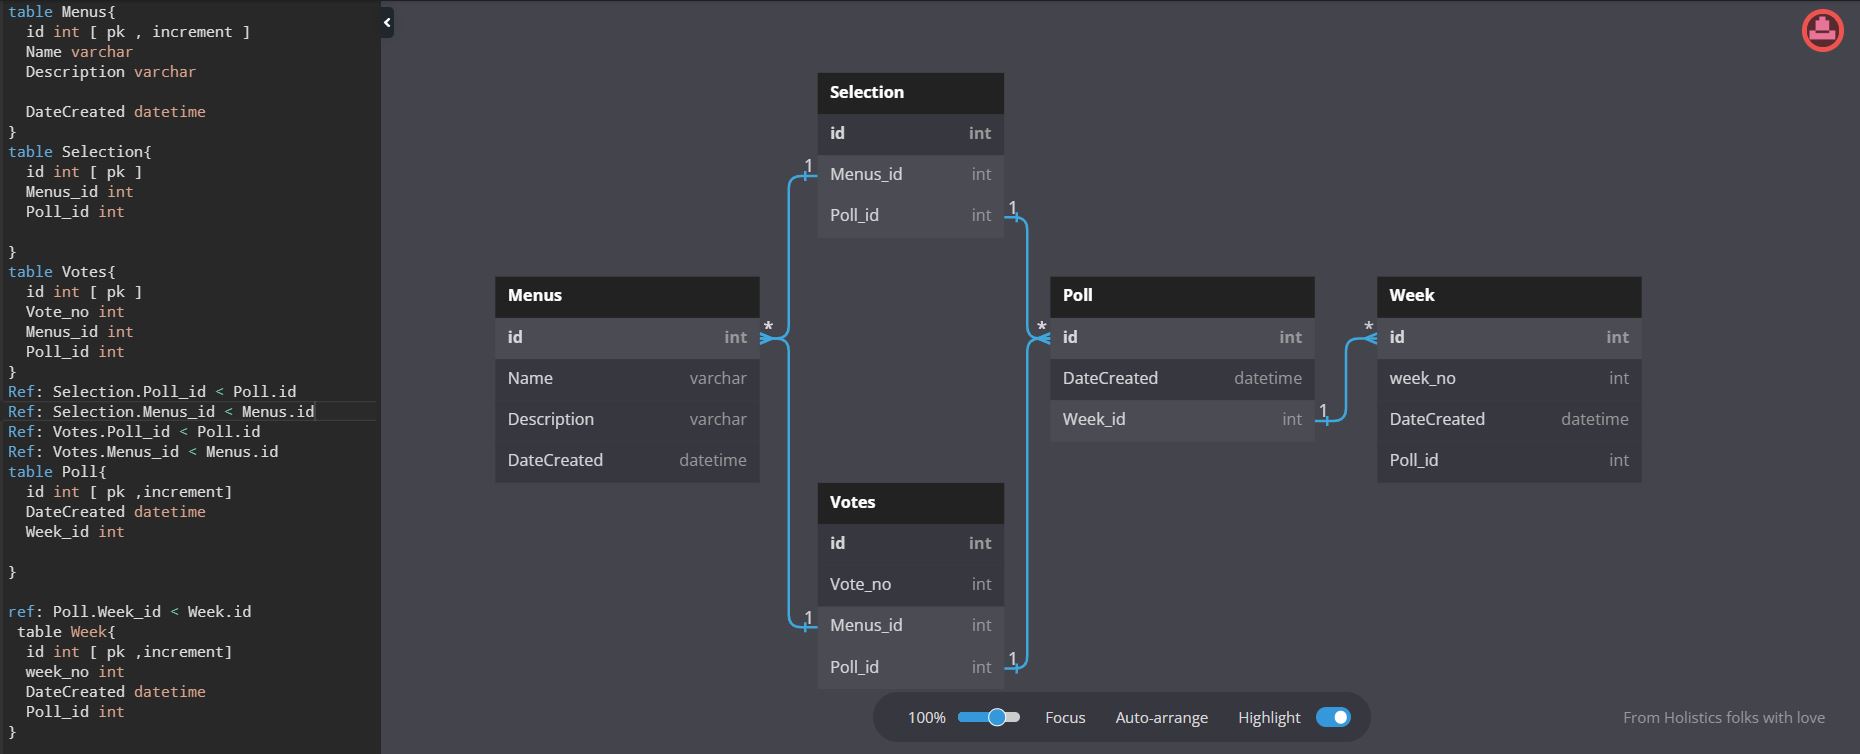 table Menus{
id int [ pk , increment ]
Name varchar
Description varchar
DateCreated datetime
}
table Selection{
id int [ pk ]
Menus_id int
Poll_id int
}
table Votes{
id int [ pk ]
Vote_no int
Menus_id int
Poll_id int
}
Ref: Selection.Poll_id < Poll.id
Ref: Selection.Menus_id < Menus.id
Ref: Votes.Poll_id < Poll.id
Ref: Votes.Menus_id < Menus.id
table Poll{
id int [ pk ,increment]
DateCreated datetime
Week_id int
}
ref: Poll.Week_id < Week.id
table Week{
id int [ pk ,increment]
week_no int
DateCreated datetime
Poll_id int
}
<
Selection
id int
1
Menus_id int
Poll_id int
1
Menus
id int
*
Name varchar
Description varchar
DateCreated datetime
Poll
*
id int
DateCreated datetime
Week_id int
1
Week
*
id int
week_no int
DateCreated datetime
Poll_id int
Votes
id int
Vote_no int
1
Menus_id int
Poll_id int
1
100% Focus Auto-arrange Highlight
From Holistics folks with love